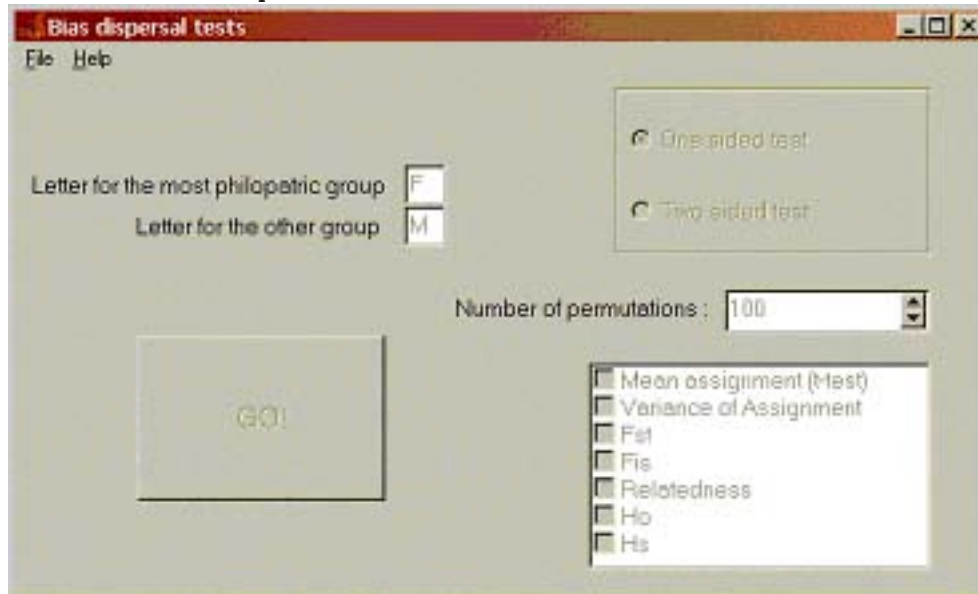 Bias dispersal tests
File Help
One sided test
Letter for the most philopatric group F
Two sided test
Letter for the other group M
Number of permutations : 100
GO!
Mean assignment (Test)
Variance of Assignment
Fst
Fis
Relatedness
Ho
Hs